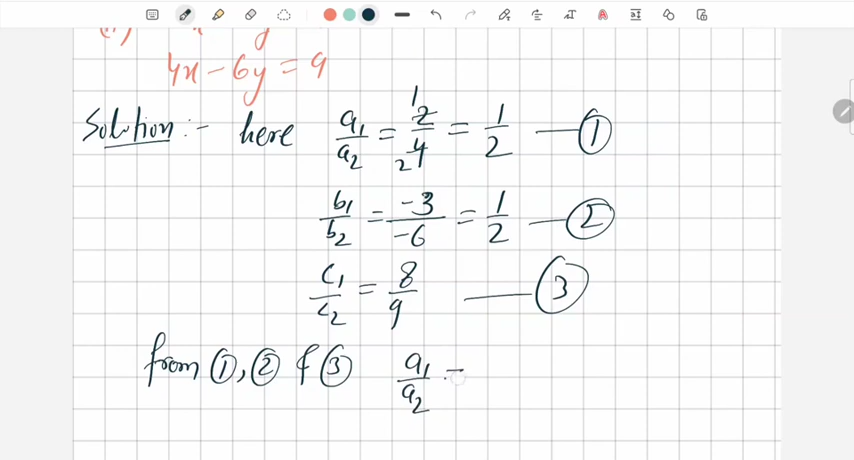 4x - 6y = 9
Solution :- here a₁/a₂ = 2/4 = 1/2 — ①
b₁/b₂ = -3/-6 = 1/2 — ②
c₁/c₂ = 8/9 — ③
from ①, ② & ③ a₁/a₂ =